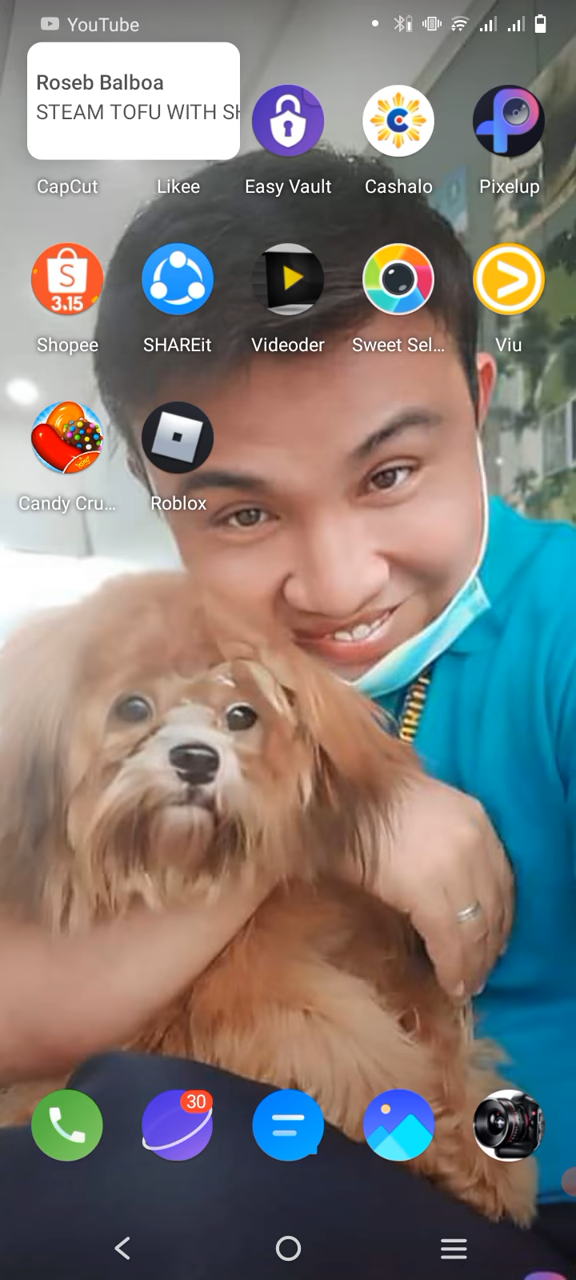 YouTube
Roseb Balboa
STEAM TOFU WITH SH
CapCut Likee Easy Vault Cashalo Pixelup
3.15
Shopee SHAREit Videoder Sweet Sel... Viu
Candy Cru... Roblox
30